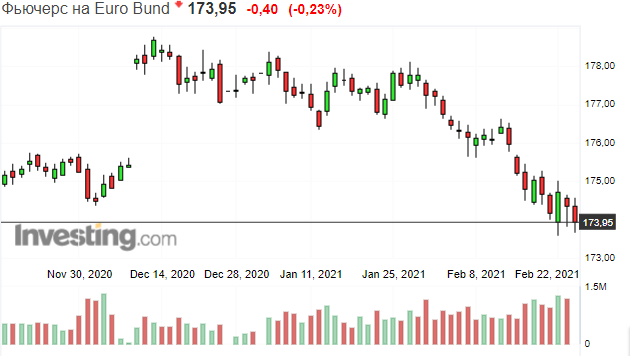 Фьючерс на Euro Bund 173,95 -0,40 (-0,23%)
178,00
177,00
176,00
175,00
173,95
173,00
Investing.com
Nov 30, 2020 Dec 14, 2020 Dec 28, 2020 Jan 11, 2021 Jan 25, 2021 Feb 8, 2021 Feb 22, 2021
1.5M
0